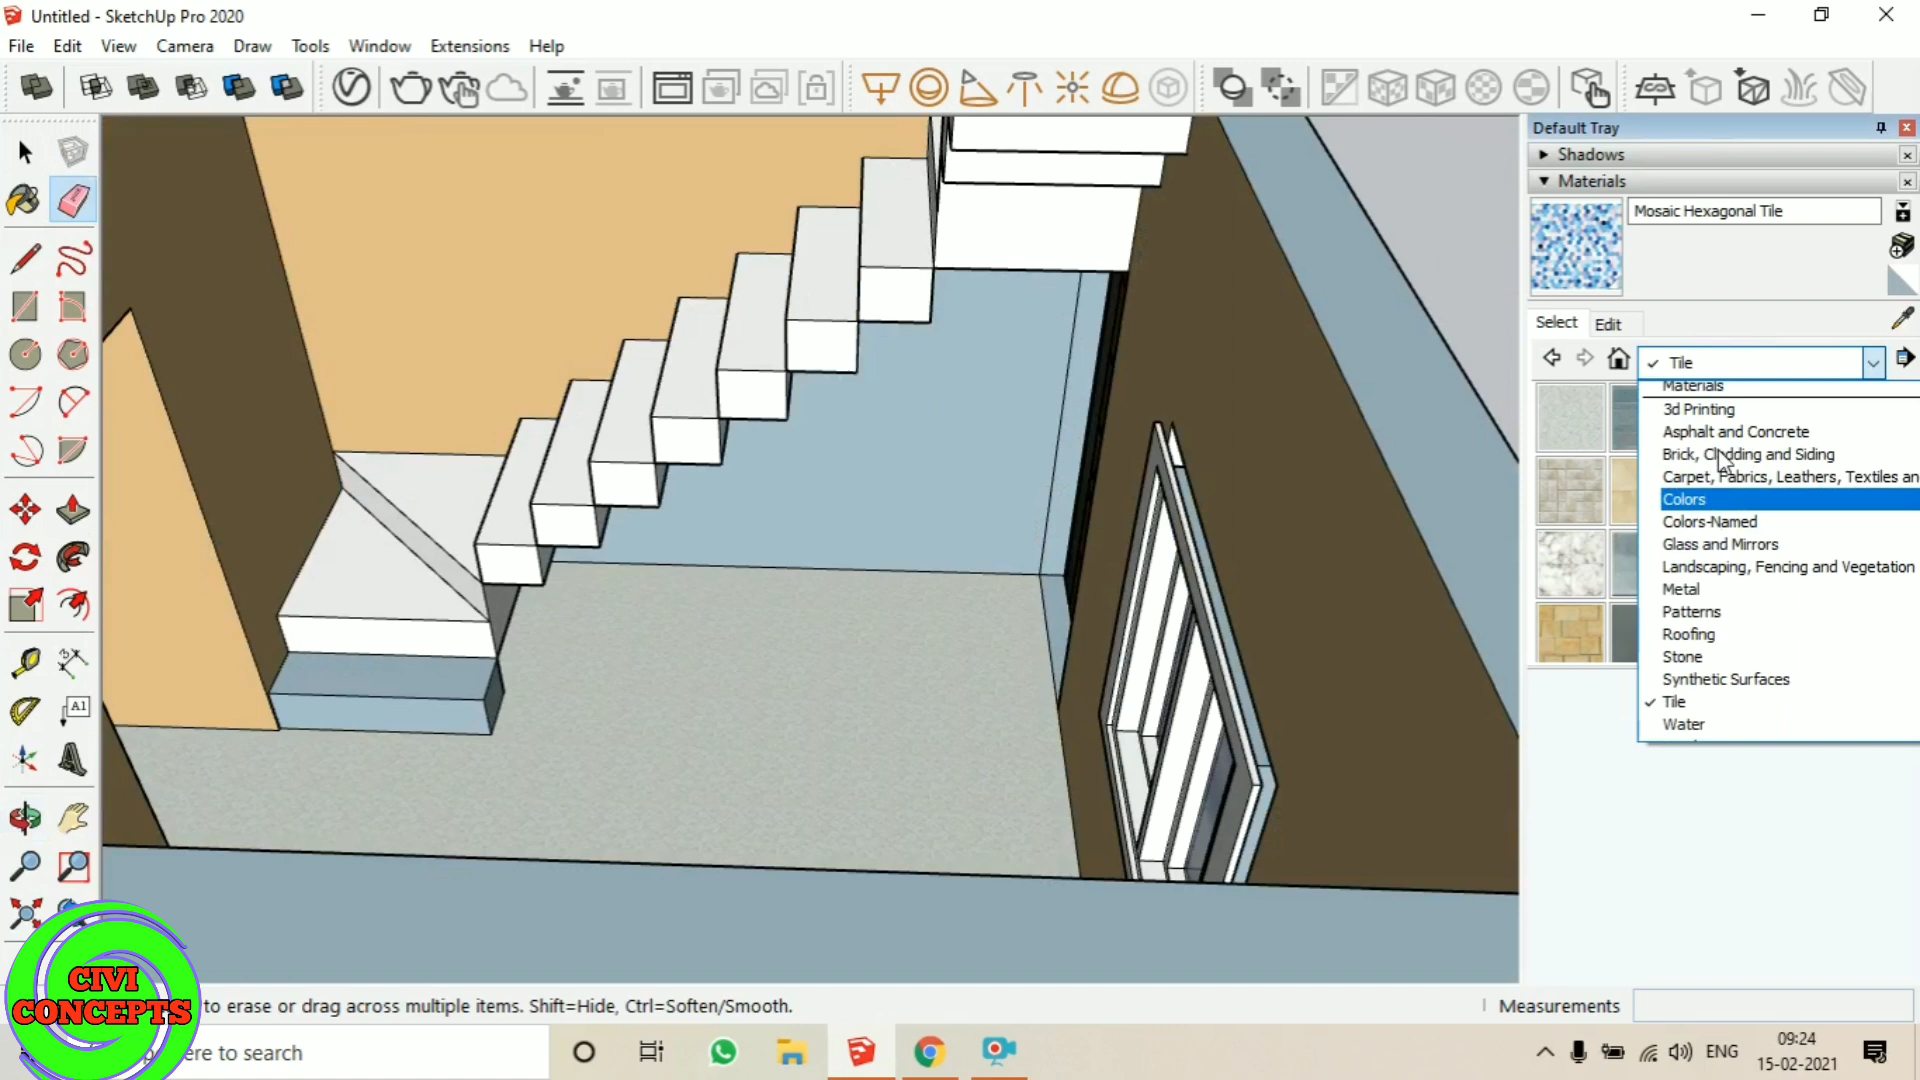 Untitled - SketchUp Pro 2020
File Edit View Camera Draw Tools Window Extensions Help
Default Tray
Shadows
Materials
Mosaic Hexagonal Tile
Select Edit
Tile
Materials
3d Printing
Asphalt and Concrete
Brick, Cladding and Siding
Carpet, Fabrics, Leathers, Textiles an
Colors
Colors-Named
Glass and Mirrors
Landscaping, Fencing and Vegetation
Metal
Patterns
Roofing
Stone
Synthetic Surfaces
Tile
Water
A1
CIVI
CONCEPTS
to erase or drag across multiple items. Shift=Hide, Ctrl=Soften/Smooth.
Measurements
ere to search
ENG
09:24
15-02-2021